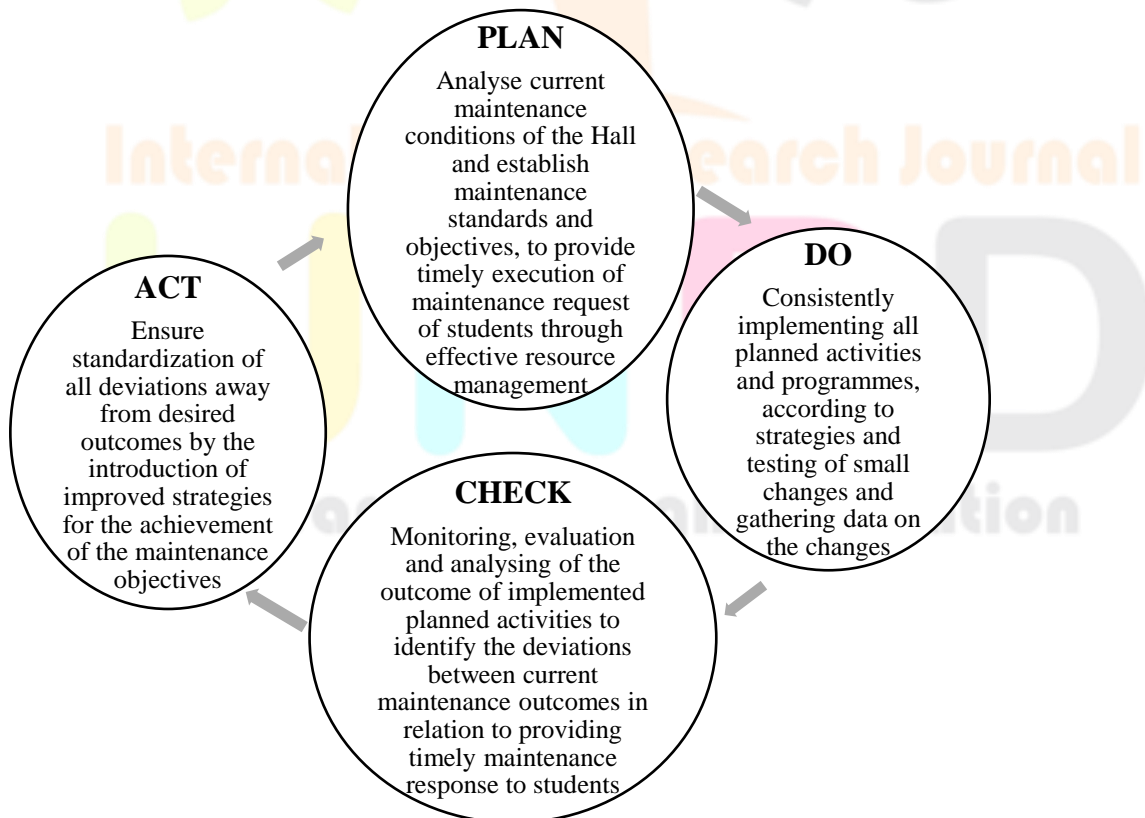 PLAN
Analyse current
maintenance
conditions of the Hall
and establish
maintenance
standards and
objectives, to provide
timely execution of
maintenance request
of students through
effective resource
management
DO
Consistently
implementing all
planned activities
and programmes,
according to
strategies and
testing of small
changes and
gathering data on
the changes
CHECK
Monitoring, evaluation
and analysing of the
outcome of implemented
planned activities to
identify the deviations
between current
maintenance outcomes in
relation to providing
timely maintenance
response to students
ACT
Ensure
standardization of
all deviations away
from desired
outcomes by the
introduction of
improved strategies
for the achievement
of the maintenance
objectives
Journal